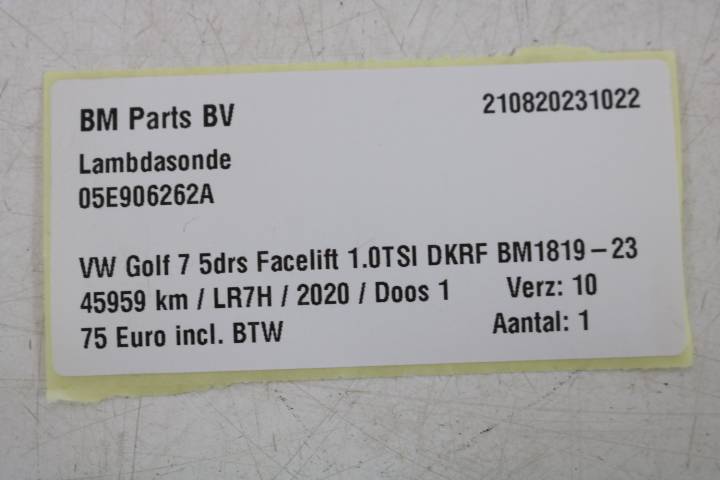 BM Parts BV 210820231022
Lambdasonde
05E906262A
VW Golf 7 5drs Facelift 1.0TSI DKRF BM1819-23
45959 km / LR7H / 2020 / Doos 1 Verz: 10
75 Euro incl. BTW Aantal: 1